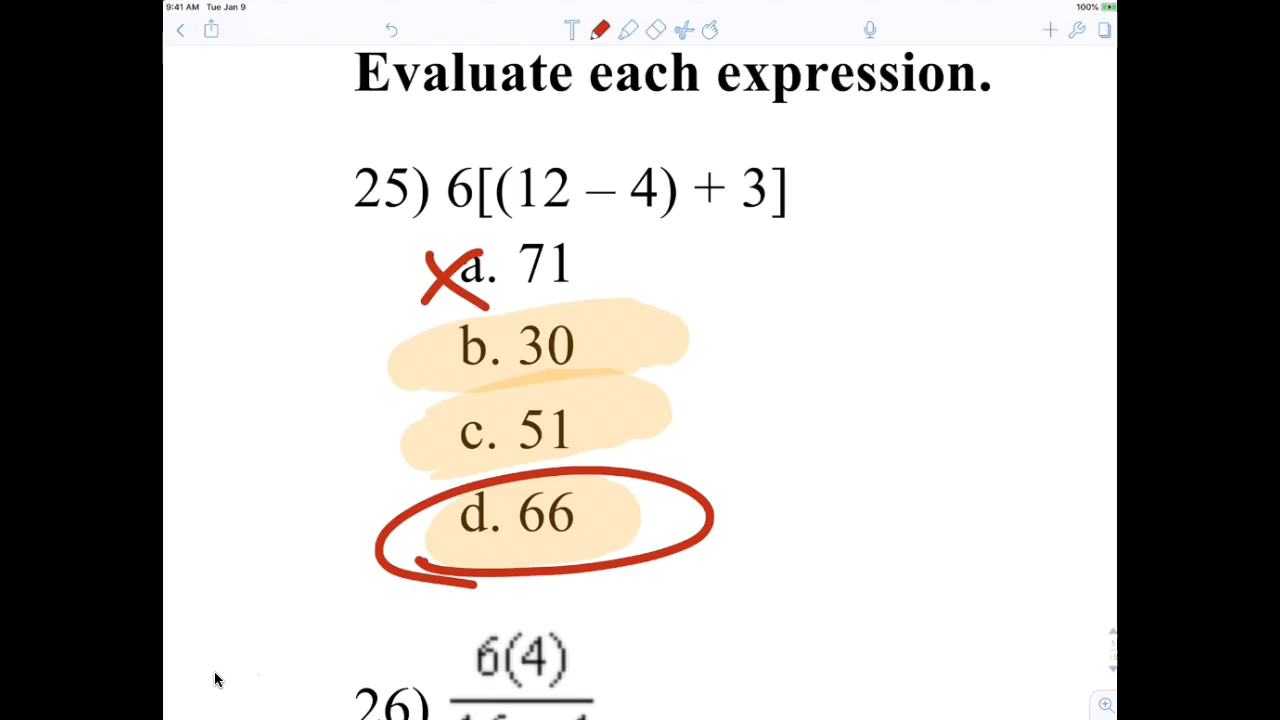 9:41 AM Tue Jan 9 100%
Evaluate each expression.
25) 6[(12 – 4) + 3]
a. 71
b. 30
c. 51
d. 66
6(4)
26)